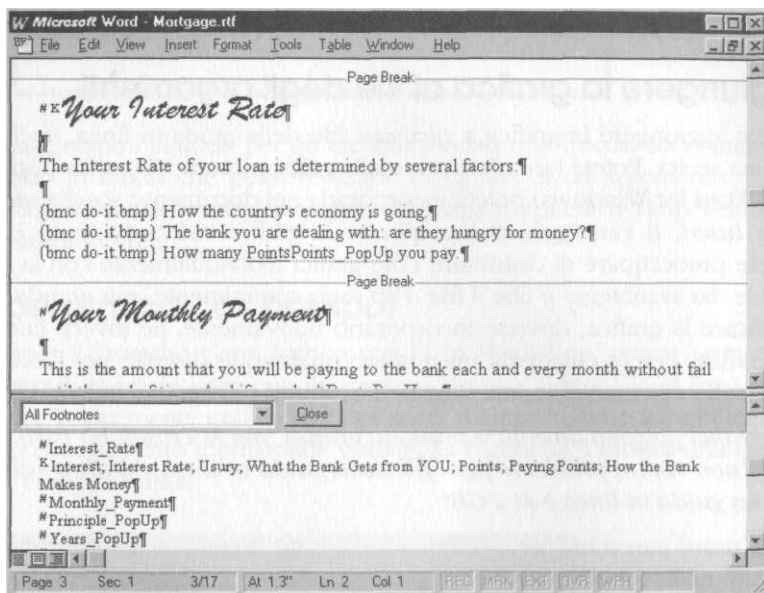 Microsoft Word - Mortgage.rtf
File Edit View Insert Format Tools Table Window Help
Page Break
# K Your Interest Rate¶
¶
The Interest Rate of your loan is determined by several factors:¶
¶
{bmc do-it.bmp} How the country's economy is going.¶
{bmc do-it.bmp} The bank you are dealing with: are they hungry for money?¶
{bmc do-it.bmp} How many PointsPoints_PopUp you pay.¶
Page Break
# Your Monthly Payment¶
¶
This is the amount that you will be paying to the bank each and every month without fail
All Footnotes Close
# Interest_Rate¶
K Interest; Interest Rate; Usury; What the Bank Gets from YOU; Points; Paying Points; How the Bank
Makes Money¶
# Monthly_Payment¶
# Principle_PopUp¶
# Years_PopUp¶
Page 3 Sec 1 3/17 At 1.3" Ln 2 Col 1 REC MRK EXT OVR WPH